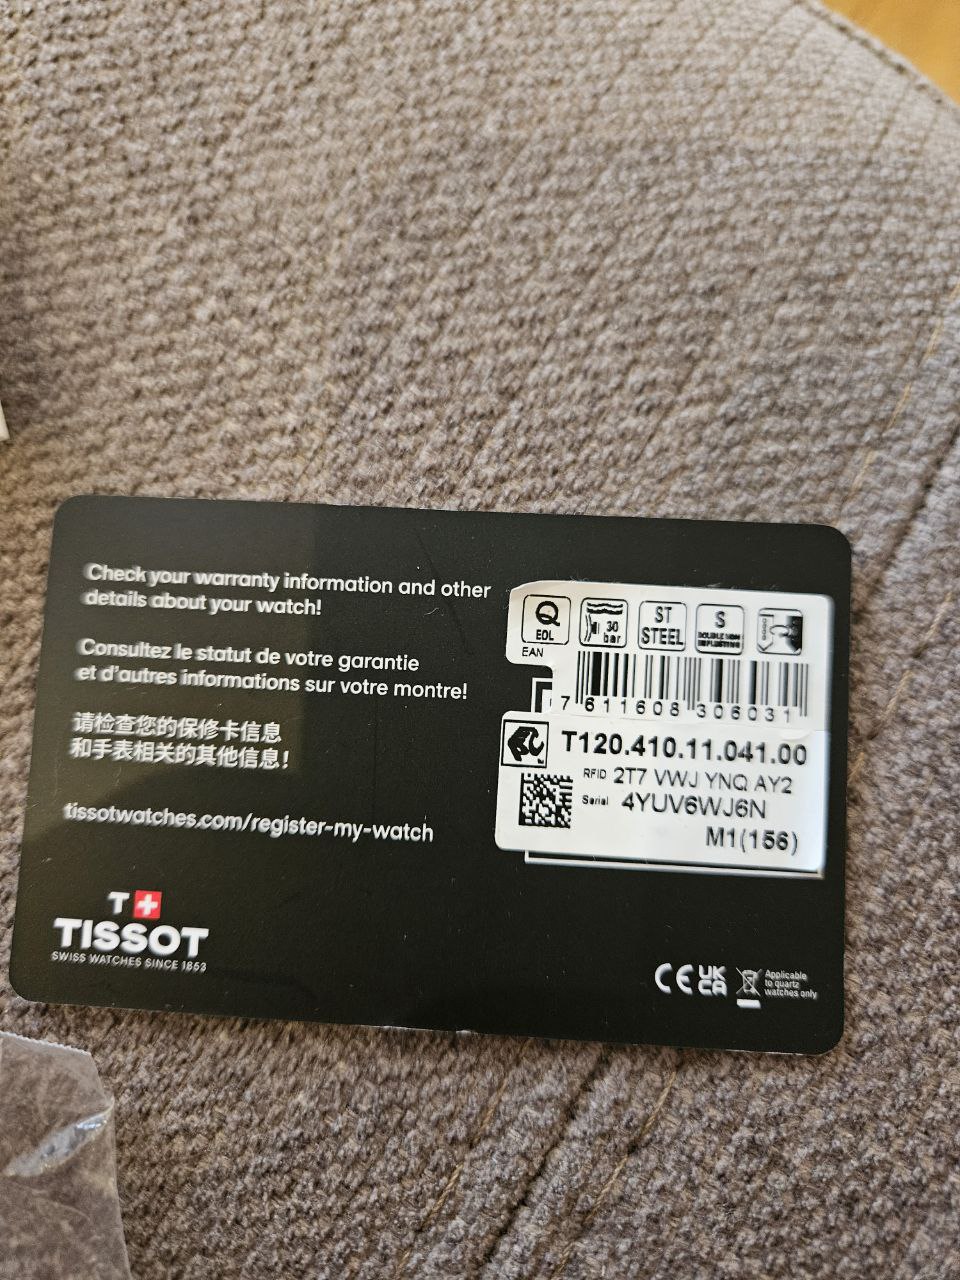 Check your warranty information and other
details about your watch!
Consultez le statut de votre garantie
et d'autres informations sur votre montre!
请检查您的保修卡信息
和手表相关的其他信息!
tissotwatches.com/register-my-watch
T+
TISSOT
SWISS WATCHES SINCE 1853
Q
EOL
30
bar
ST
STEEL
S
EAN
7 611608 306031
T120.410.11.041.00
RFID 2T7 VWJ YNQ AY2
Serial 4YUV6WJ6N
M1(156)
CE UK
CA
Applicable
to quartz
watches only